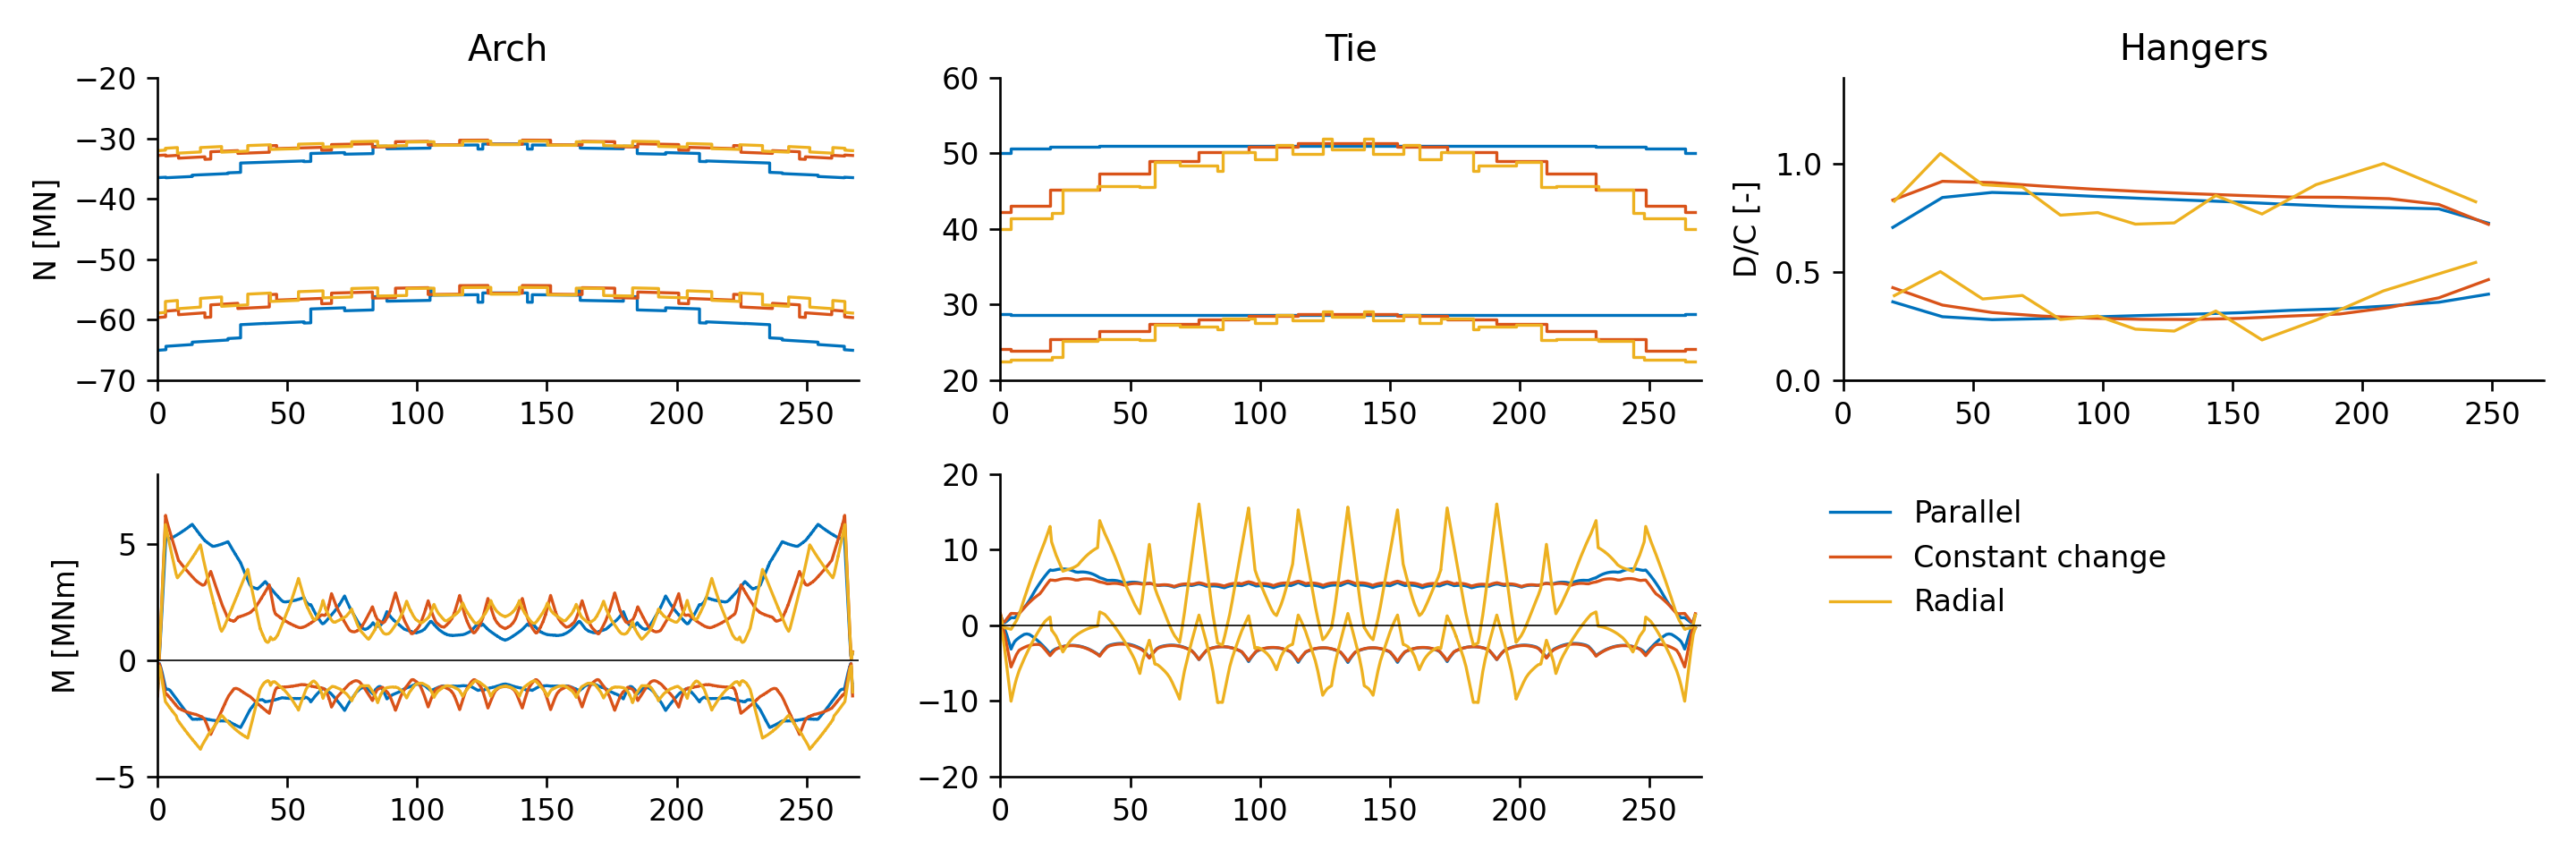 Arch
Tie
Hangers
N [MN]
−20
−30
−40
−50
−60
−70
0 50 100 150 200 250
60
50
40
30
20
0 50 100 150 200 250
D/C [-]
1.0
0.5
0.0
0 50 100 150 200 250
M [MNm]
5
0
−5
0 50 100 150 200 250
20
10
0
−10
−20
0 50 100 150 200 250
Parallel
Constant change
Radial